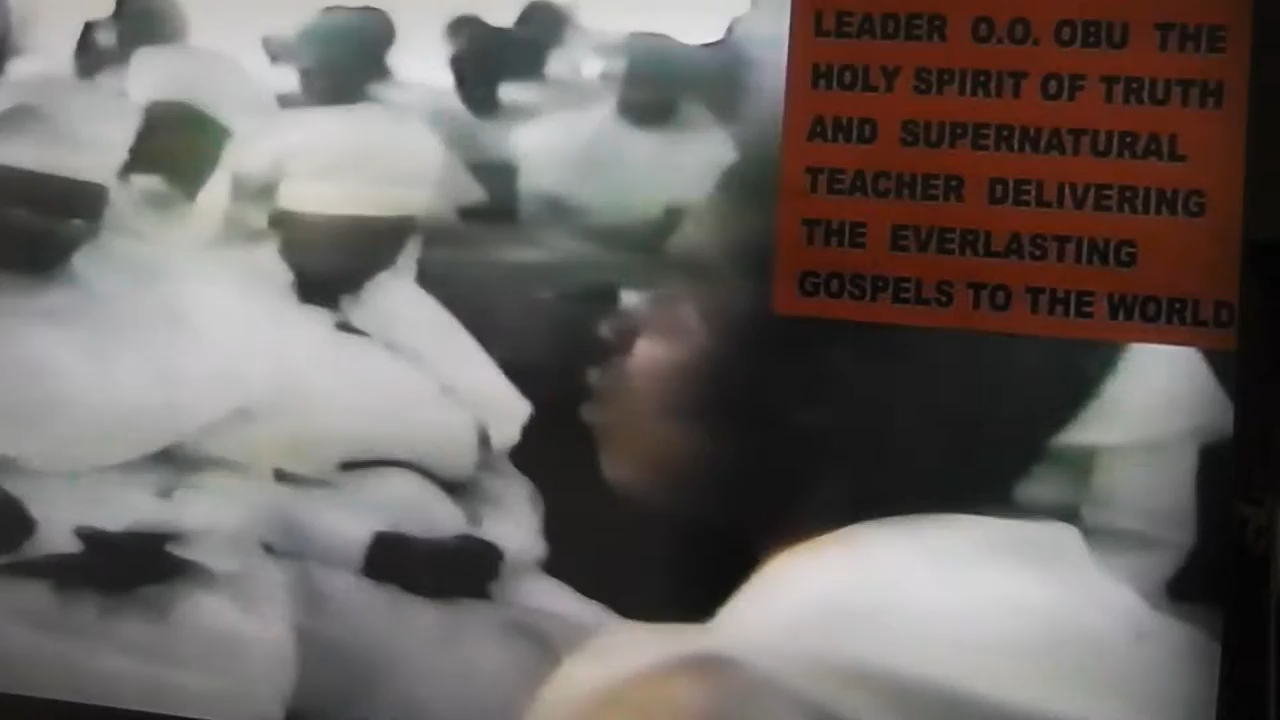 LEADER O.O. OBU THE
HOLY SPIRIT OF TRUTH
AND SUPERNATURAL
TEACHER DELIVERING
THE EVERLASTING
GOSPELS TO THE WORLD